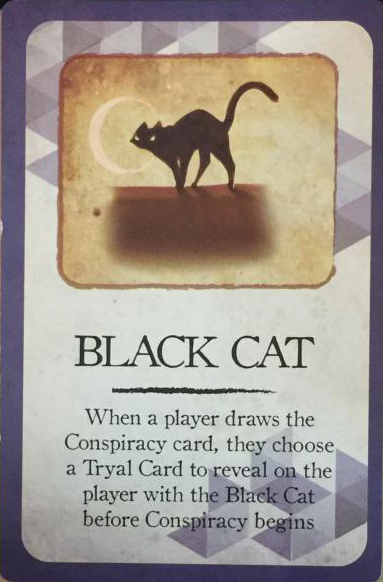 BLACK CAT
When a player draws the
Conspiracy card, they choose
a Tryal Card to reveal on the
player with the Black Cat
before Conspiracy begins